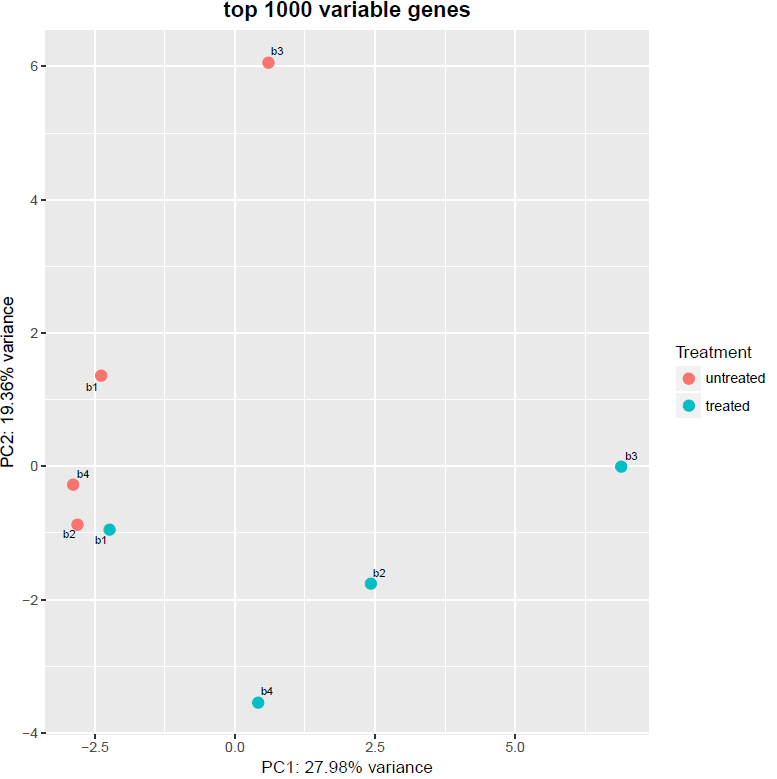 top 1000 variable genes
b3
6
4
PC2: 19.36% variance
2
b1
Treatment
untreated
treated
b3
0
b4
b2
b1
b2
−2
b4
−4
−2.5
0.0
2.5
5.0
PC1: 27.98% variance